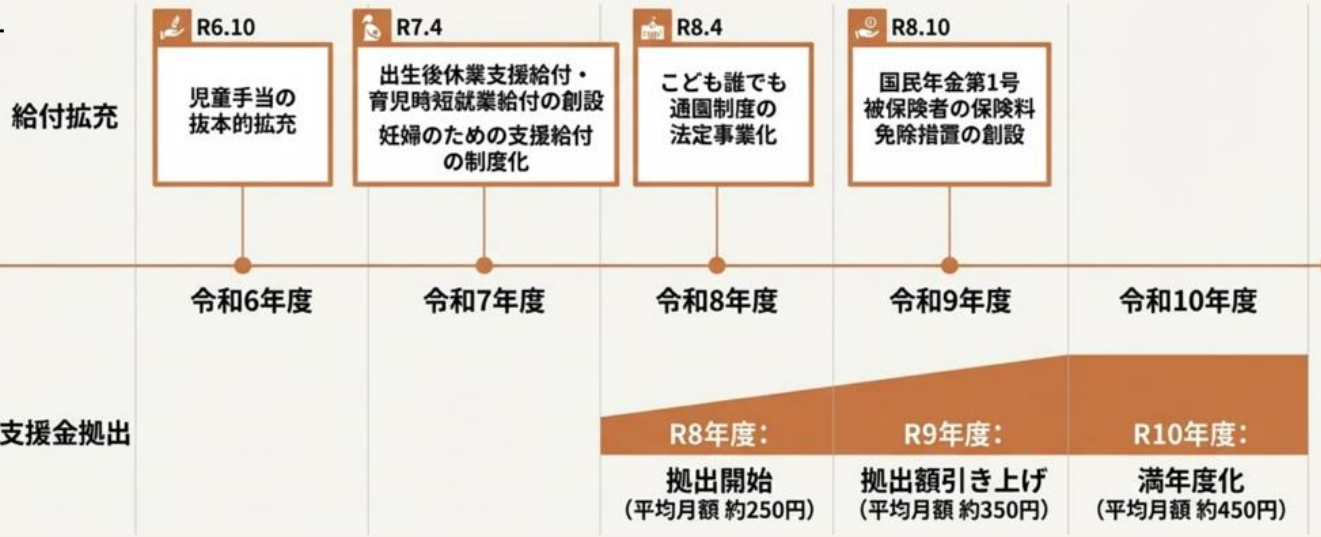 R6.10
児童手当の
抜本的拡充
R7.4
出生後休業支援給付・
育児時短就業給付の創設
妊婦のための支援給付
の制度化
R8.4
こども誰でも
通園制度の
法定事業化
R8.10
国民年金第1号
被保険者の保険料
免除措置の創設
給付拡充
令和6年度
令和7年度
令和8年度
令和9年度
令和10年度
支援金拠出
R8年度：
拠出開始
（平均月額 約250円）
R9年度：
拠出額引き上げ
（平均月額 約350円）
R10年度：
満年度化
（平均月額 約450円）